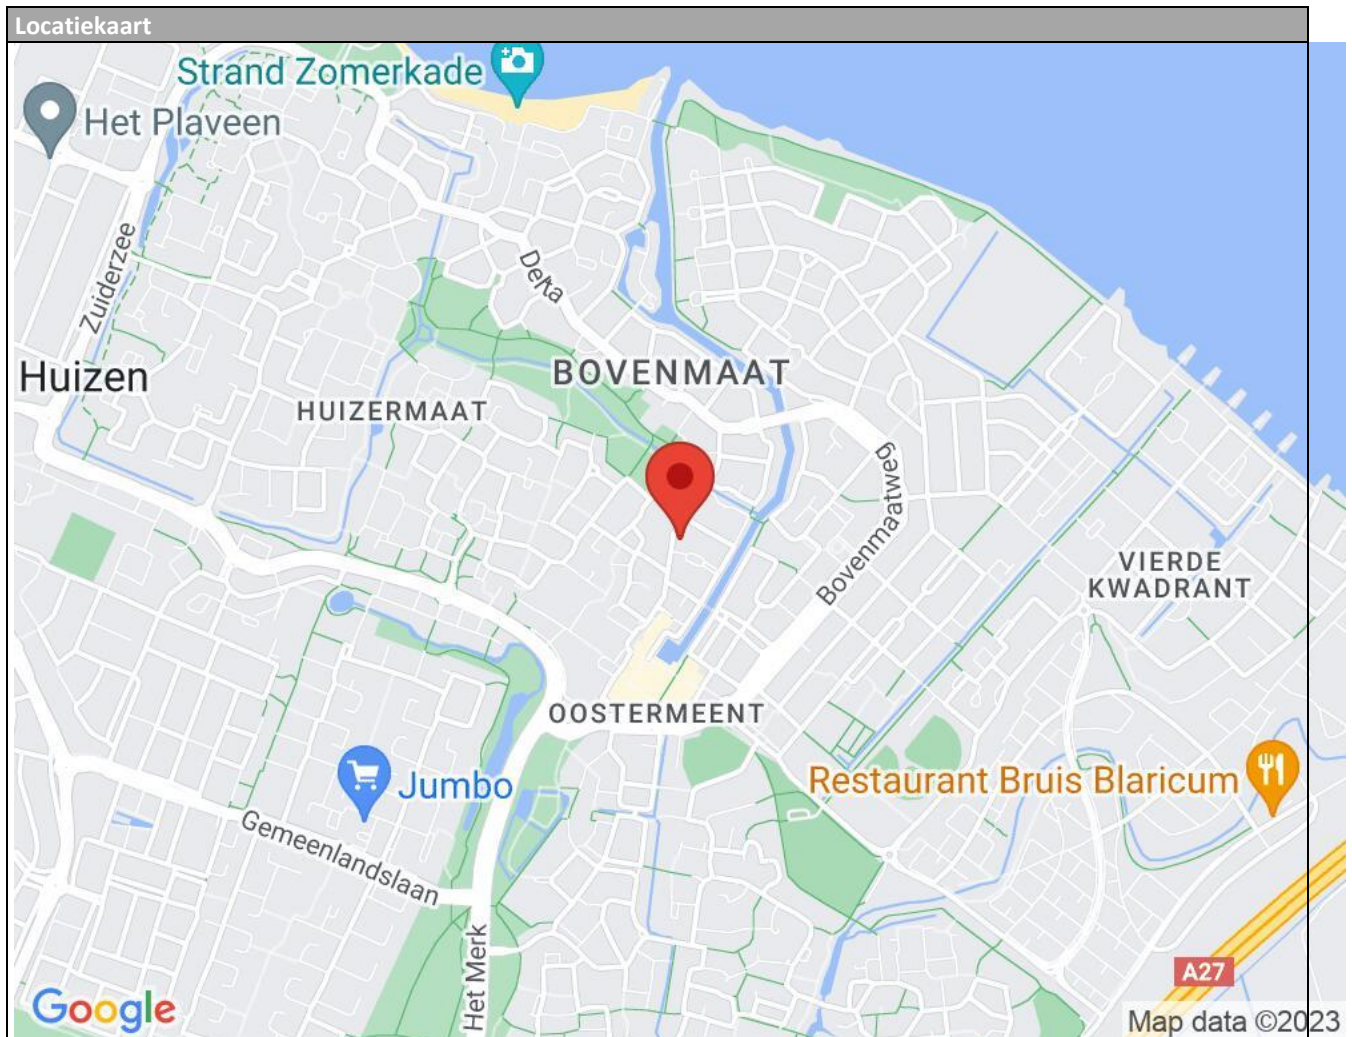 Locatiekaart
Strand Zomerkade
Het Plaveen
Zuiderzee
Delta
Huizen
BOVENMAAT
HUIZERMAAT
Bovenmaatweg
VIERDE
KWADRANT
OOSTERMEENT
Jumbo
Restaurant Bruis Blaricum
Gemeenlandslaan
Het Merk
A27
Google
Map data ©2023